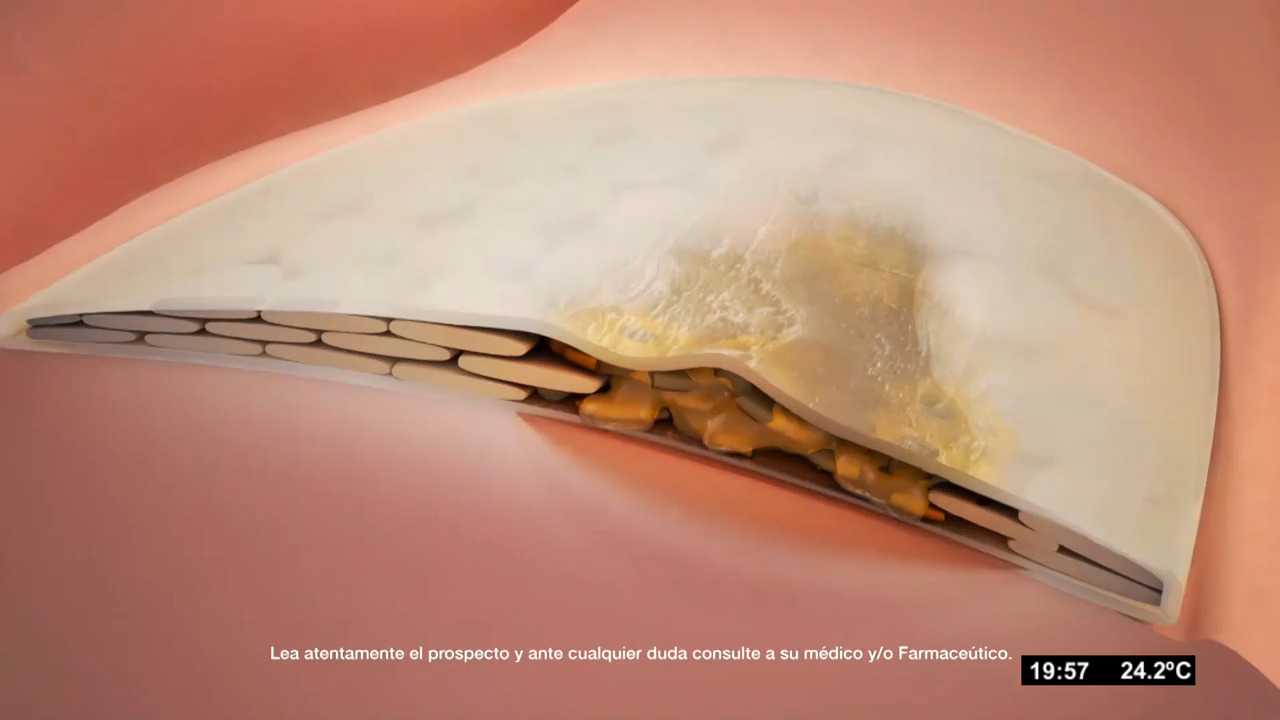 Lea atentamente el prospecto y ante cualquier duda consulte a su médico y/o Farmaceútico.
19:57 24.2ºC